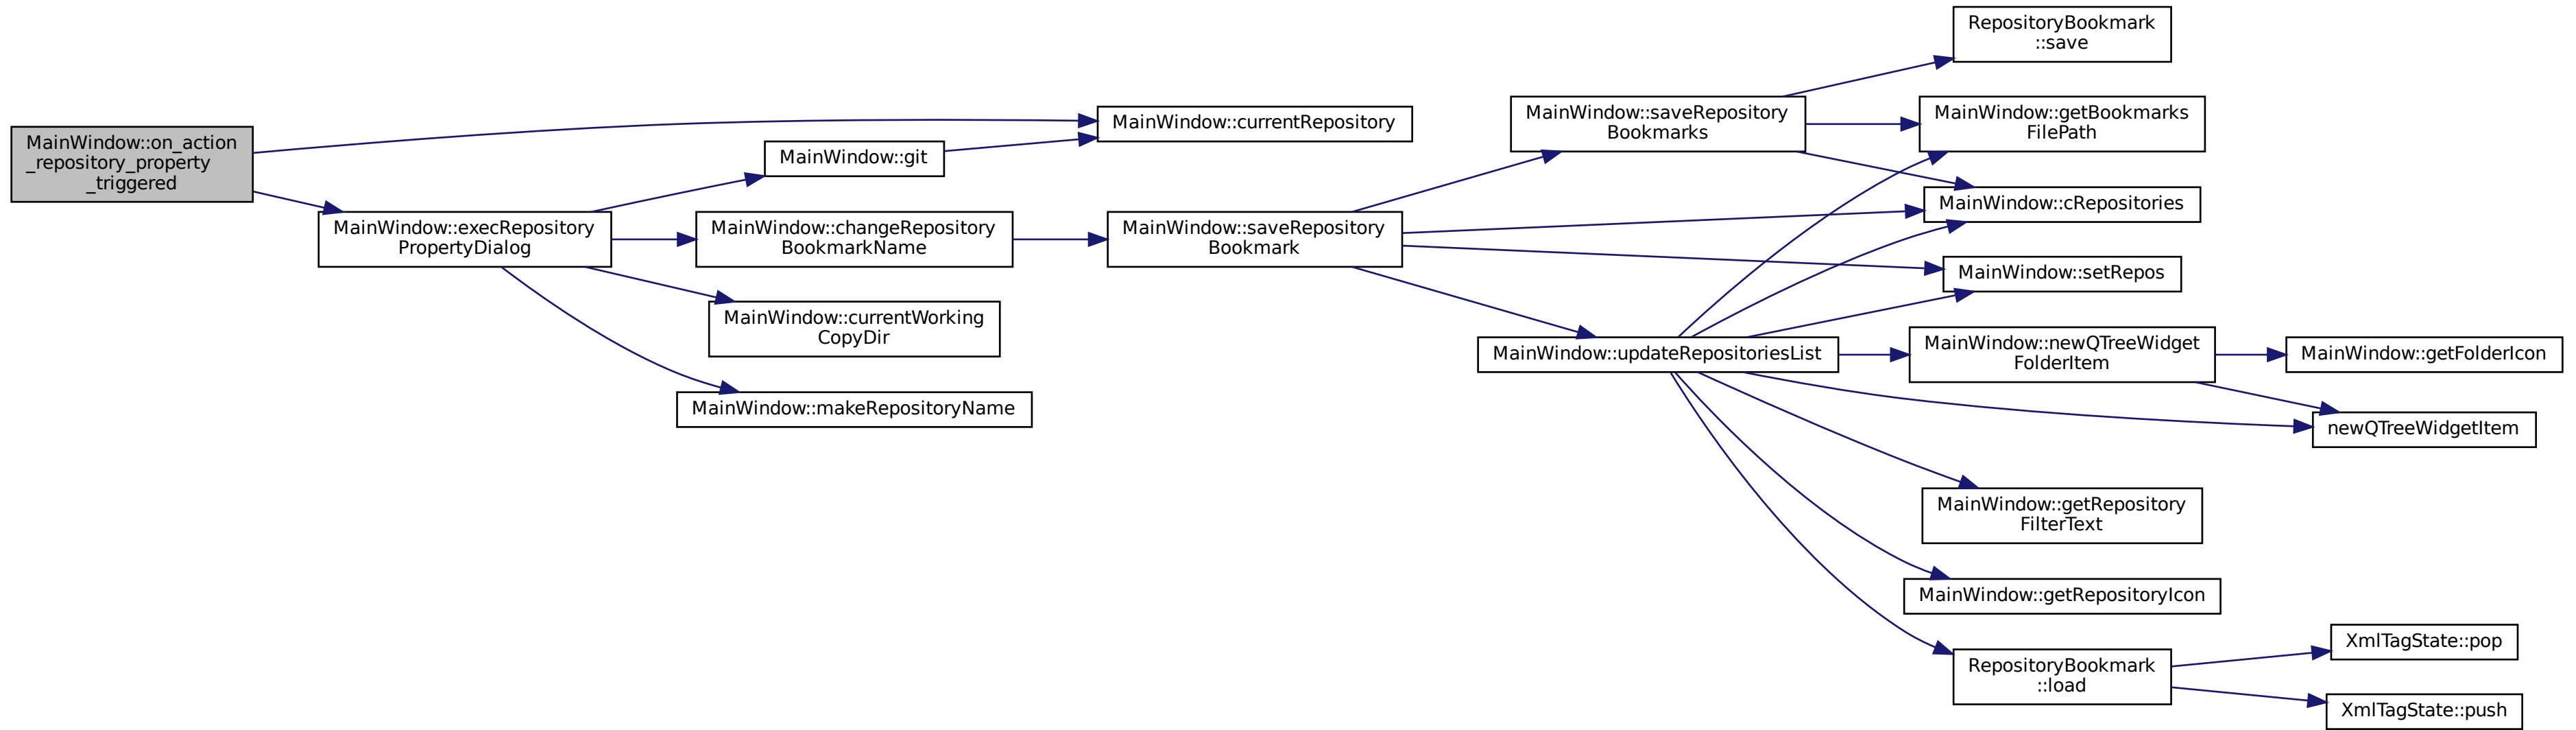 MainWindow::on_action
_repository_property
_triggered
MainWindow::currentRepository
MainWindow::execRepository
PropertyDialog
MainWindow::git
MainWindow::changeRepository
BookmarkName
MainWindow::currentWorking
CopyDir
MainWindow::makeRepositoryName
MainWindow::saveRepository
Bookmark
MainWindow::saveRepository
Bookmarks
MainWindow::updateRepositoriesList
RepositoryBookmark
::save
MainWindow::getBookmarks
FilePath
MainWindow::cRepositories
MainWindow::setRepos
MainWindow::newQTreeWidget
FolderItem
MainWindow::getFolderIcon
newQTreeWidgetItem
MainWindow::getRepository
FilterText
MainWindow::getRepositoryIcon
RepositoryBookmark
::load
XmlTagState::pop
XmlTagState::push